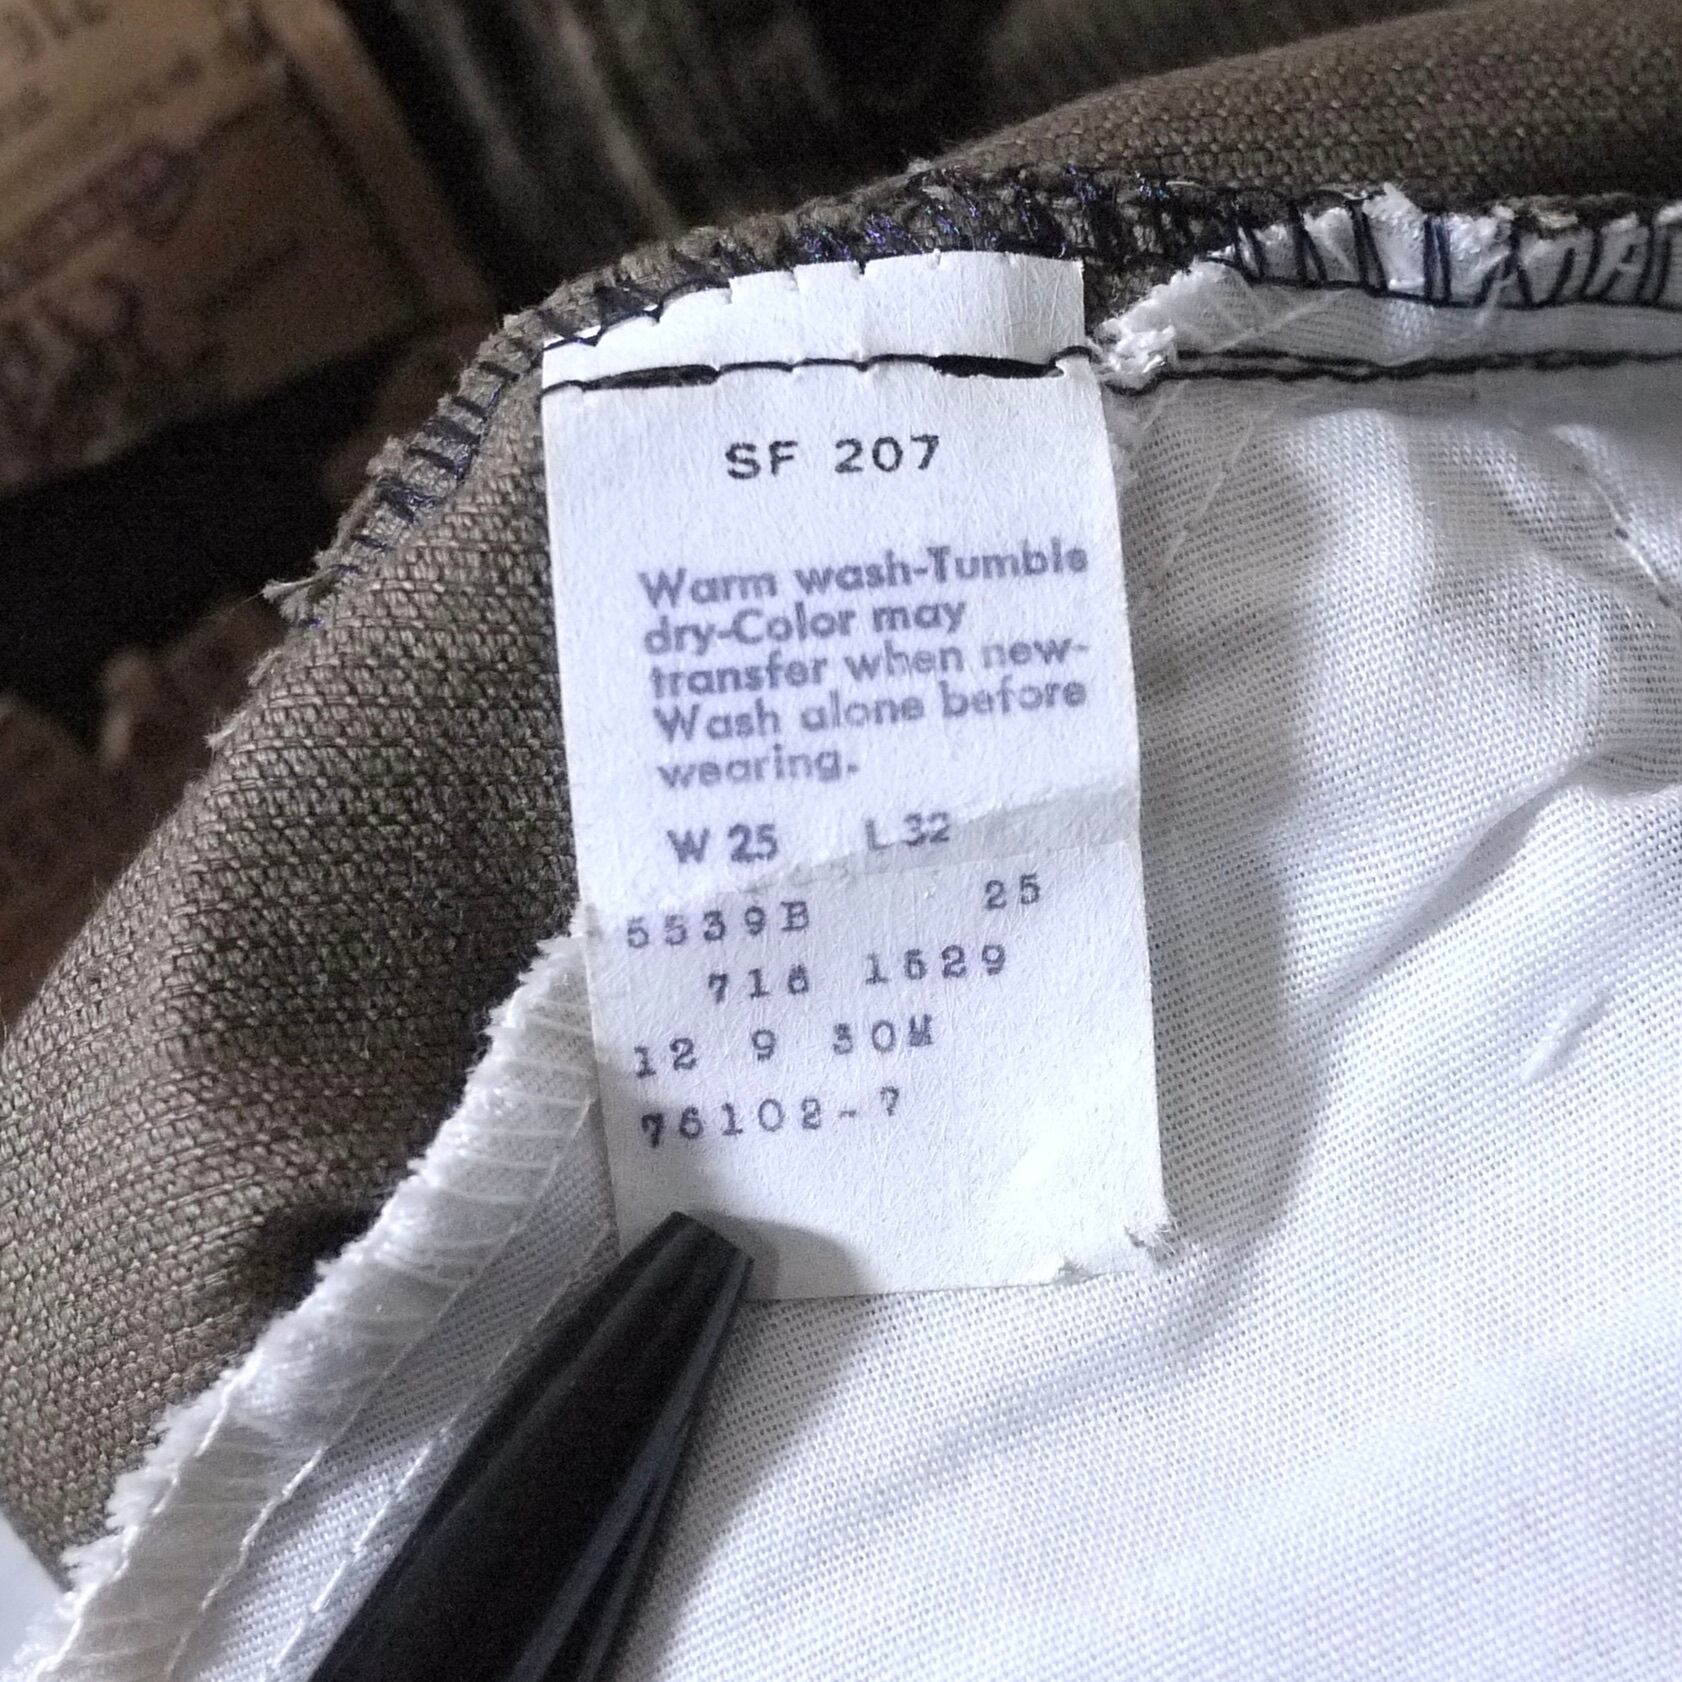 SF 207
Warm wash-Tumble
dry-Color may
transfer when new-
Wash alone before
wearing.
W 25 L 32
5539B 25
716 1529
12 9 30M
76102-7